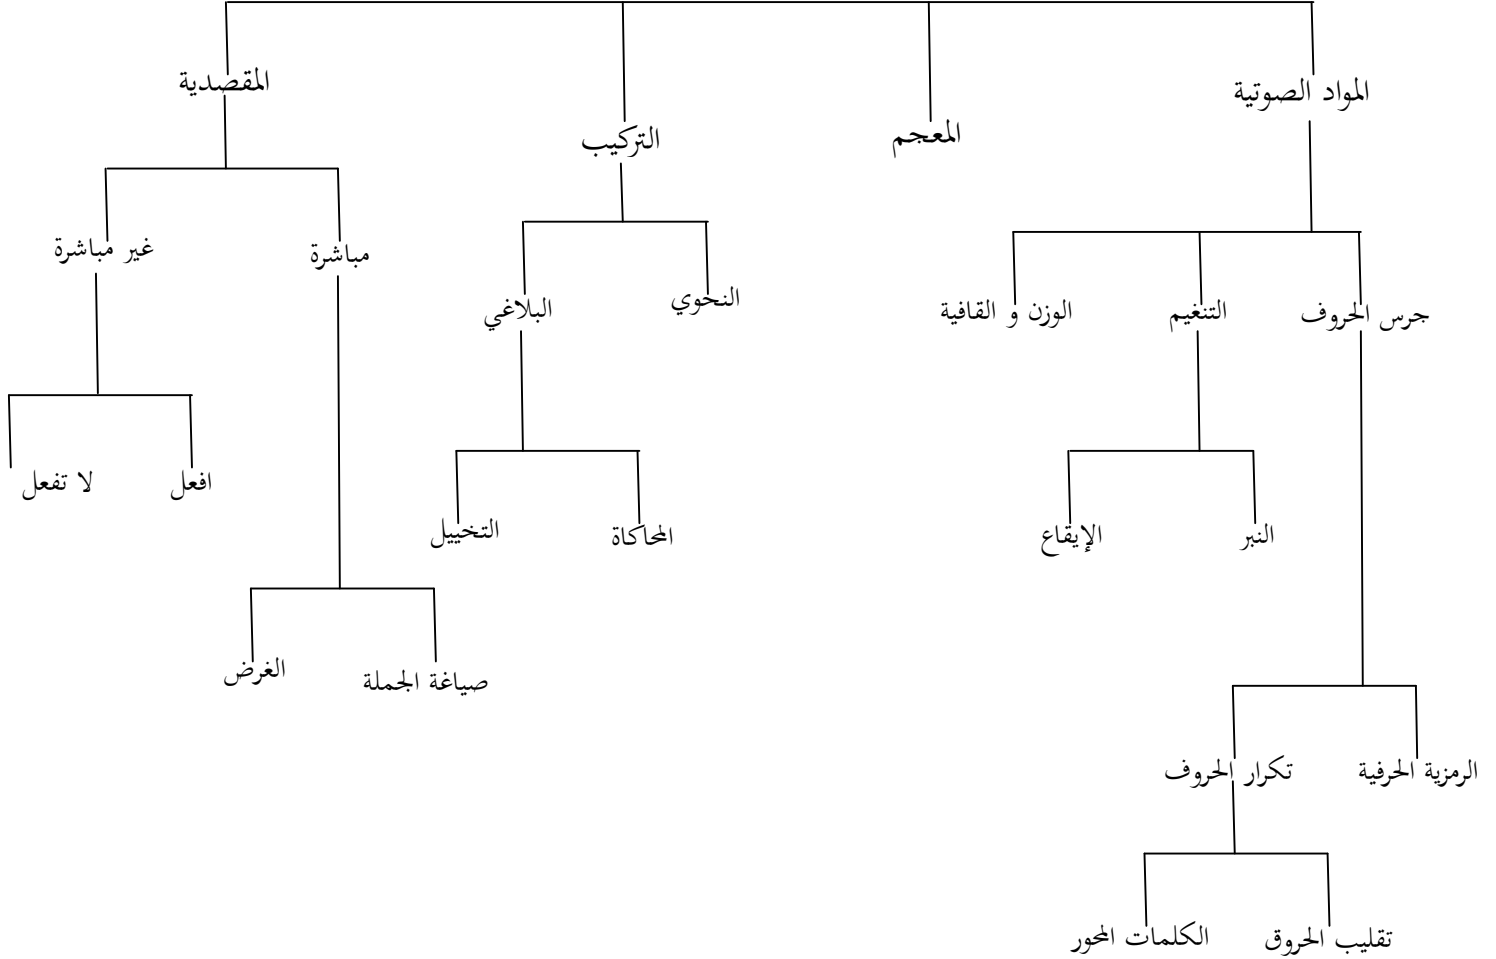 المقصدية
المواد الصوتية
المعجم
التركيب
غير مباشرة
مباشرة
النحوي
البلاغي
جرس الحروف
التنغيم
الوزن و القافية
افعل
لا تفعل
المحاكاة
التخييل
النبر
الإيقاع
صياغة الجملة
الغرض
الرمزية الحرفية
تكرار الحروف
تقليب الحروق
الكلمات المحور